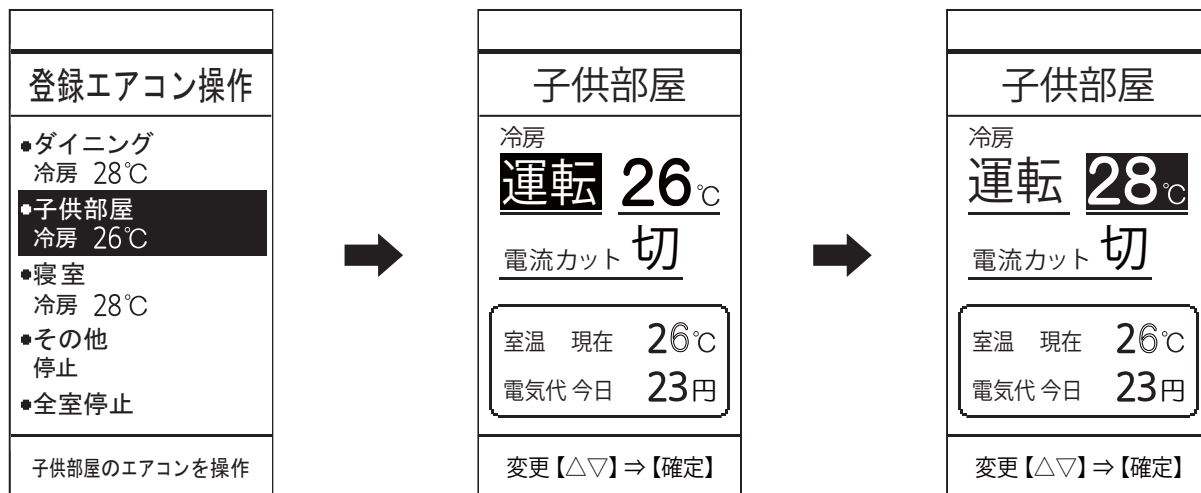 登録エアコン操作
●ダイニング
冷房 28℃
●子供部屋
冷房 26℃
●寝室
冷房 28℃
●その他
停止
●全室停止
子供部屋のエアコンを操作
子供部屋
冷房
運転 26℃
電流カット 切
室温 現在 26℃
電気代 今日 23円
変更【△▽】⇒【確定】
子供部屋
冷房
運転 28℃
電流カット 切
室温 現在 26℃
電気代 今日 23円
変更【△▽】⇒【確定】